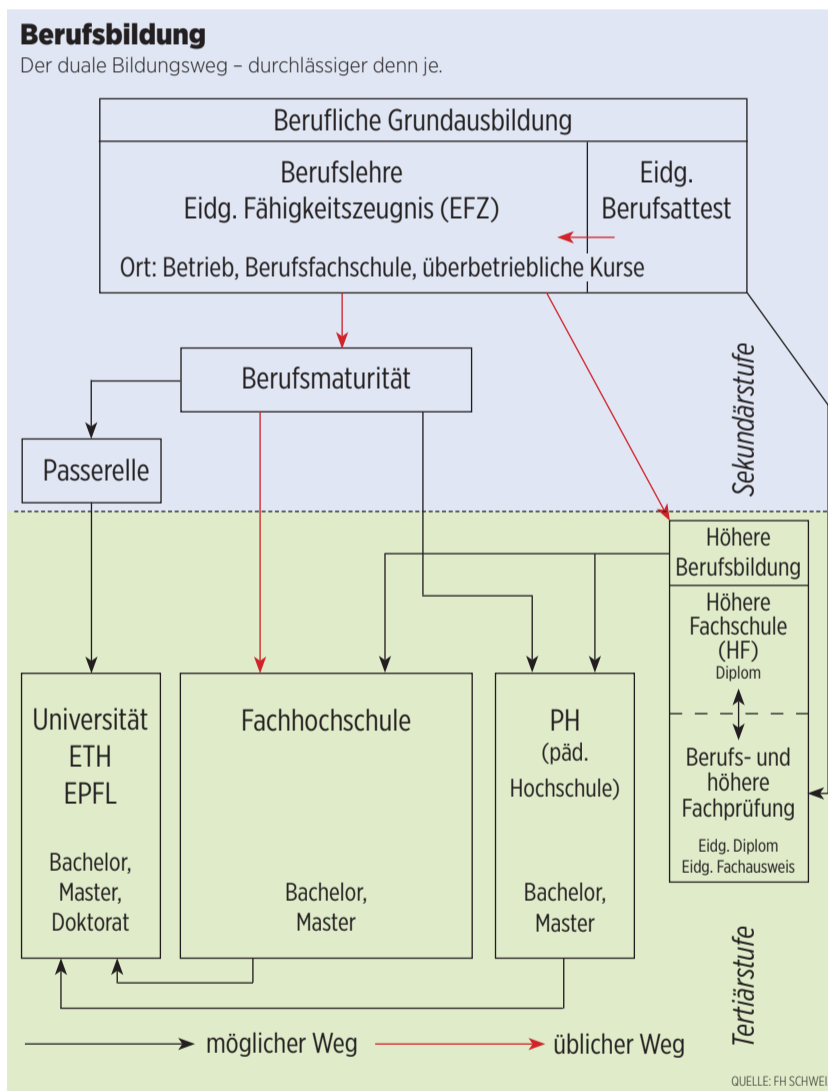 Berufsbildung
Der duale Bildungsweg – durchlässiger denn je.
Berufliche Grundausbildung
Berufslehre
Eidg. Fähigkeitszeugnis (EFZ)
Eidg.
Berufsattest
Ort: Betrieb, Berufsfachschule, überbetriebliche Kurse
Berufsmaturität
Passerelle
Sekundärstufe
Höhere
Berufsbildung
Höhere
Fachschule
(HF)
Diplom
Berufs- und
höhere
Fachprüfung
Eidg. Diplom
Eidg. Fachausweis
Universität
ETH
EPFL
Bachelor,
Master,
Doktorat
Fachhochschule
Bachelor,
Master
PH
(päd.
Hochschule)
Bachelor,
Master
Tertiärstufe
möglicher Weg
üblicher Weg
QUELLE: FH SCHWEI